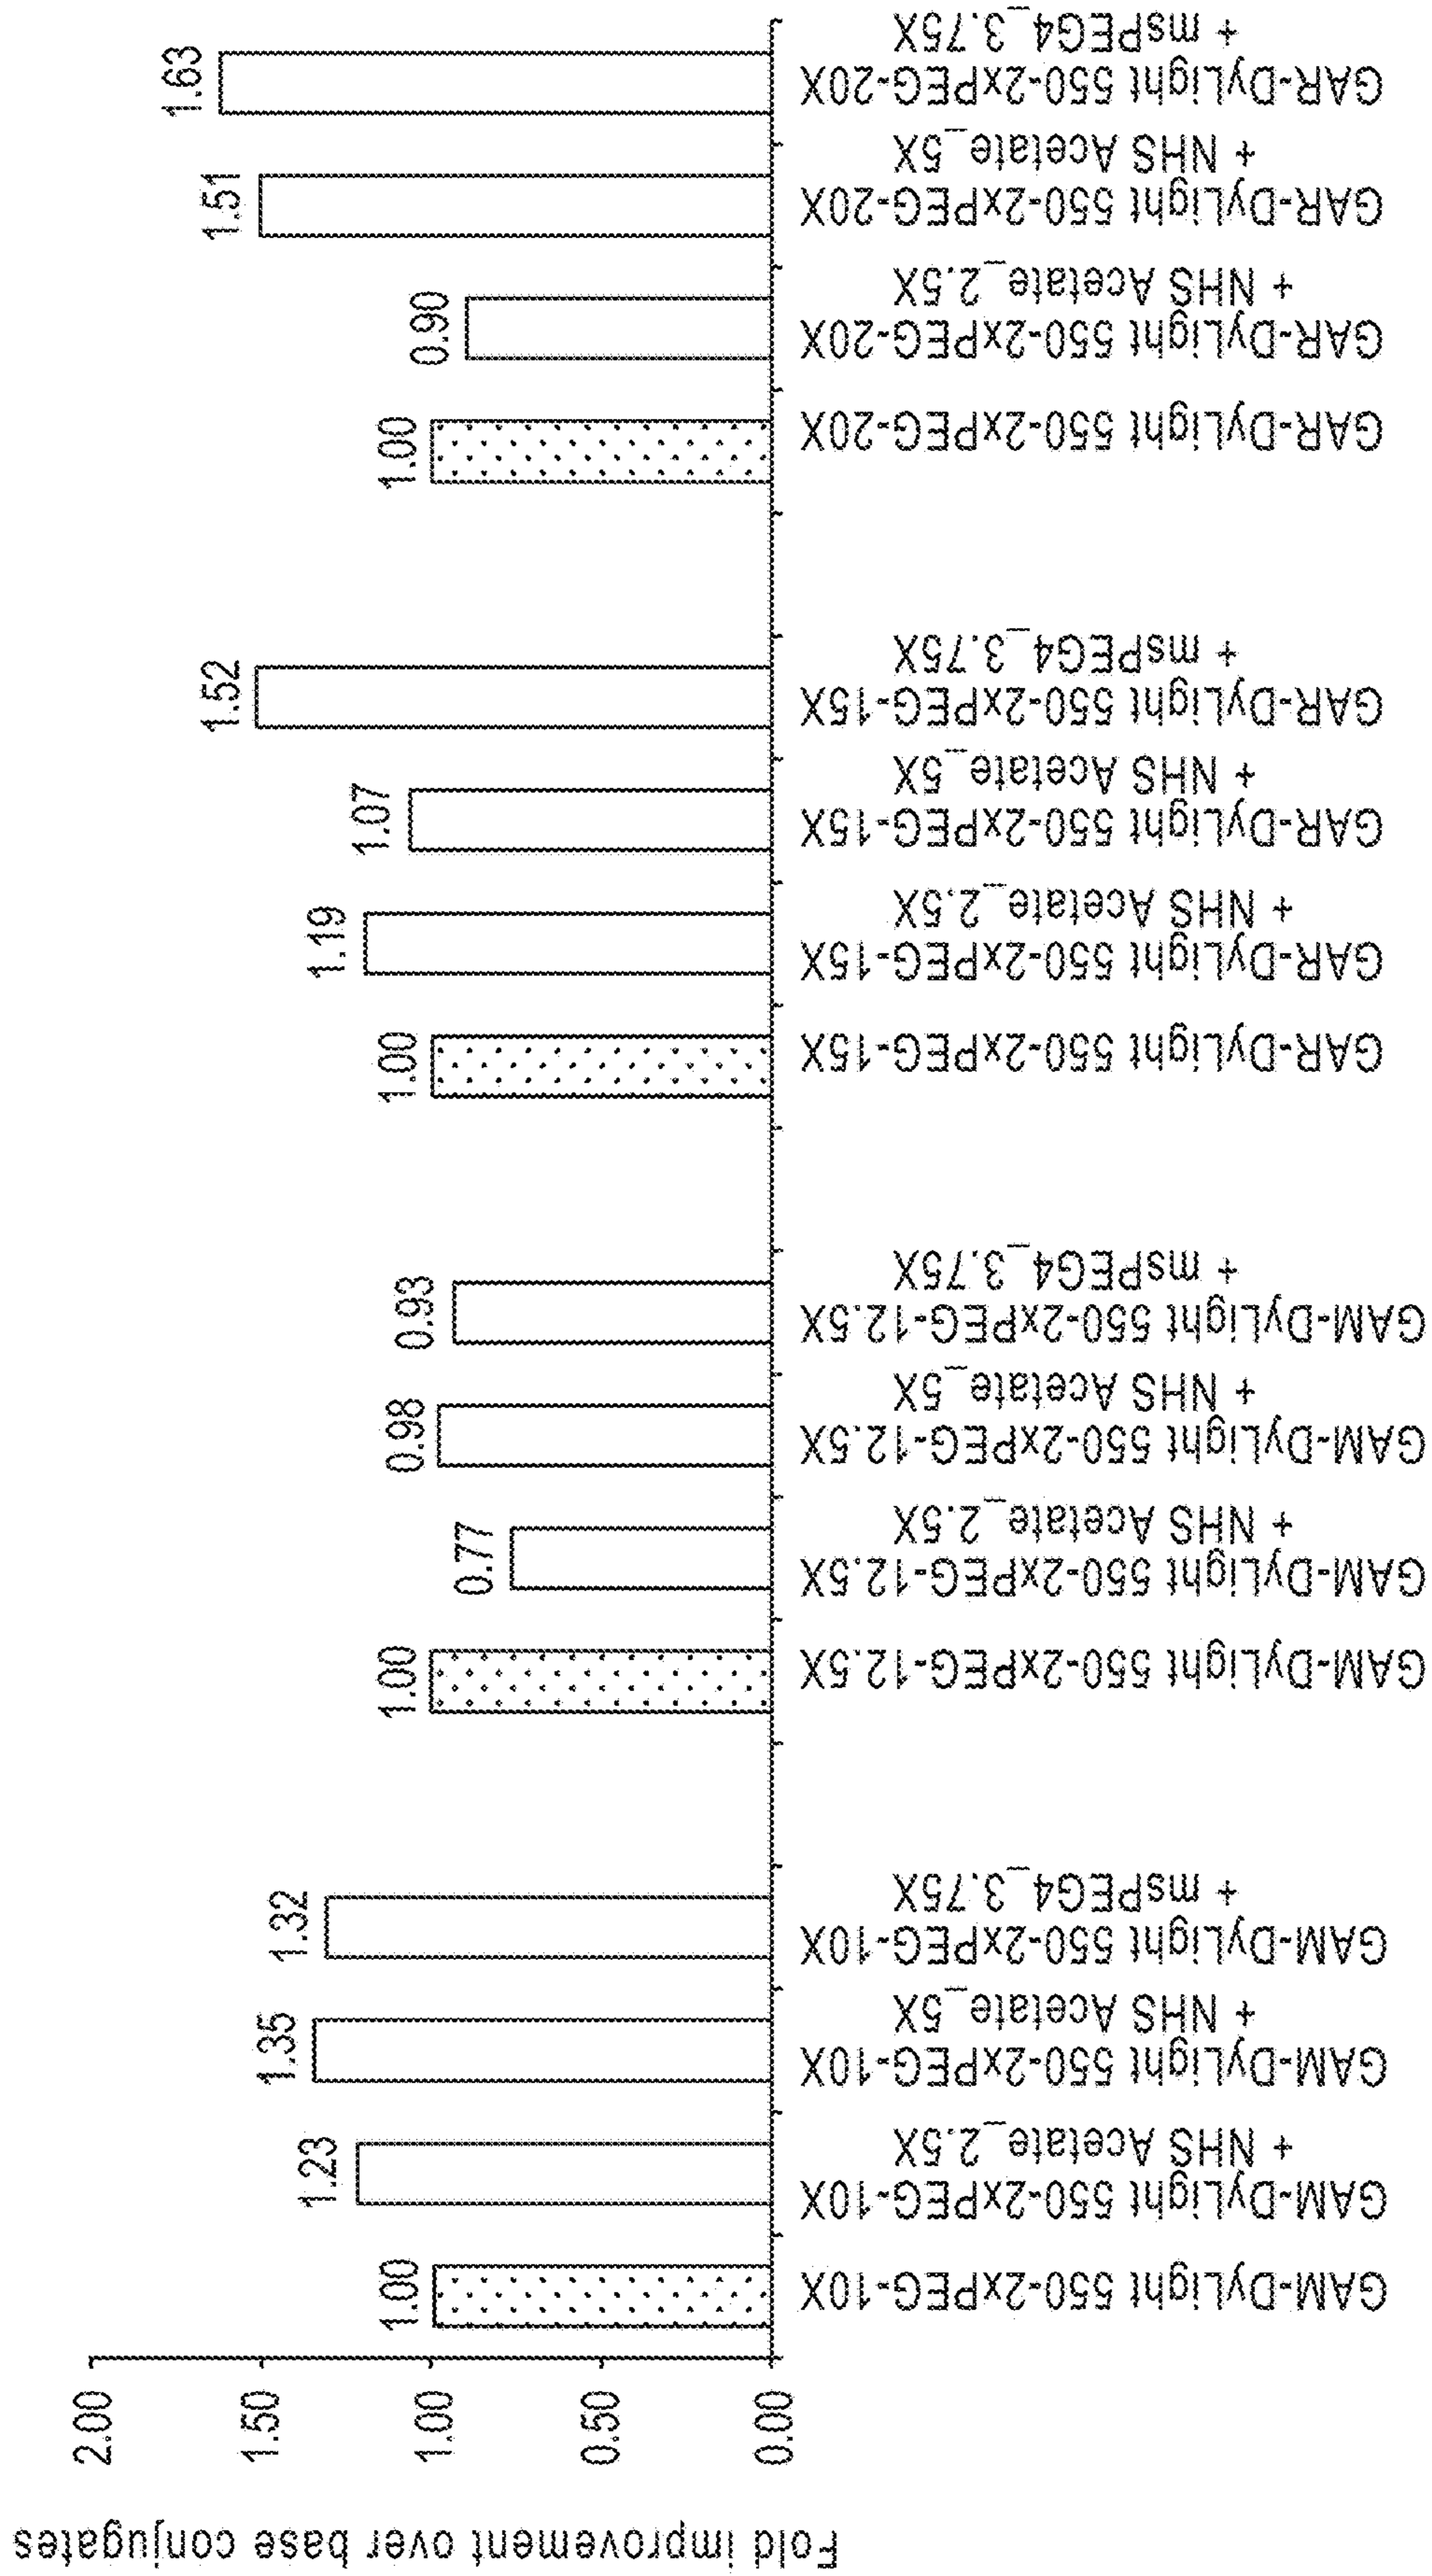 Fold improvement over base conjugates
2.00
1.50
1.00
0.50
0.00
1.00
1.23
1.35
1.32
1.00
0.77
0.98
0.93
1.00
1.19
1.07
1.52
1.00
0.90
1.51
1.63
GAM-DyLight 550-2xPEG-10X
GAM-DyLight 550-2xPEG-10X
+ NHS Acetate_2.5X
GAM-DyLight 550-2xPEG-10X
+ NHS Acetate_5X
GAM-DyLight 550-2xPEG-10X
+ msPEG4_3.75X
GAM-DyLight 550-2xPEG-12.5X
GAM-DyLight 550-2xPEG-12.5X
+ NHS Acetate_2.5X
GAM-DyLight 550-2xPEG-12.5X
+ NHS Acetate_5X
GAM-DyLight 550-2xPEG-12.5X
+ msPEG4_3.75X
GAR-DyLight 550-2xPEG-15X
GAR-DyLight 550-2xPEG-15X
+ NHS Acetate_2.5X
GAR-DyLight 550-2xPEG-15X
+ NHS Acetate_5X
GAR-DyLight 550-2xPEG-15X
+ msPEG4_3.75X
GAR-DyLight 550-2xPEG-20X
GAR-DyLight 550-2xPEG-20X
+ NHS Acetate_2.5X
GAR-DyLight 550-2xPEG-20X
+ NHS Acetate_5X
GAR-DyLight 550-2xPEG-20X
+ msPEG4_3.75X